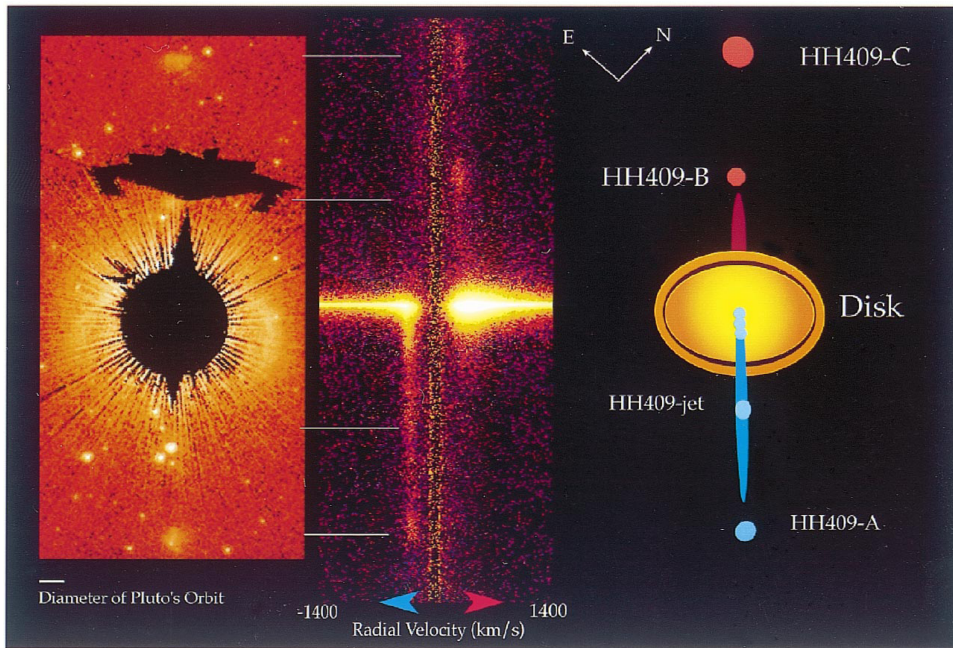 E
N
HH409-C
HH409-B
Disk
HH409-jet
HH409-A
Diameter of Pluto's Orbit
-1400
1400
Radial Velocity (km/s)